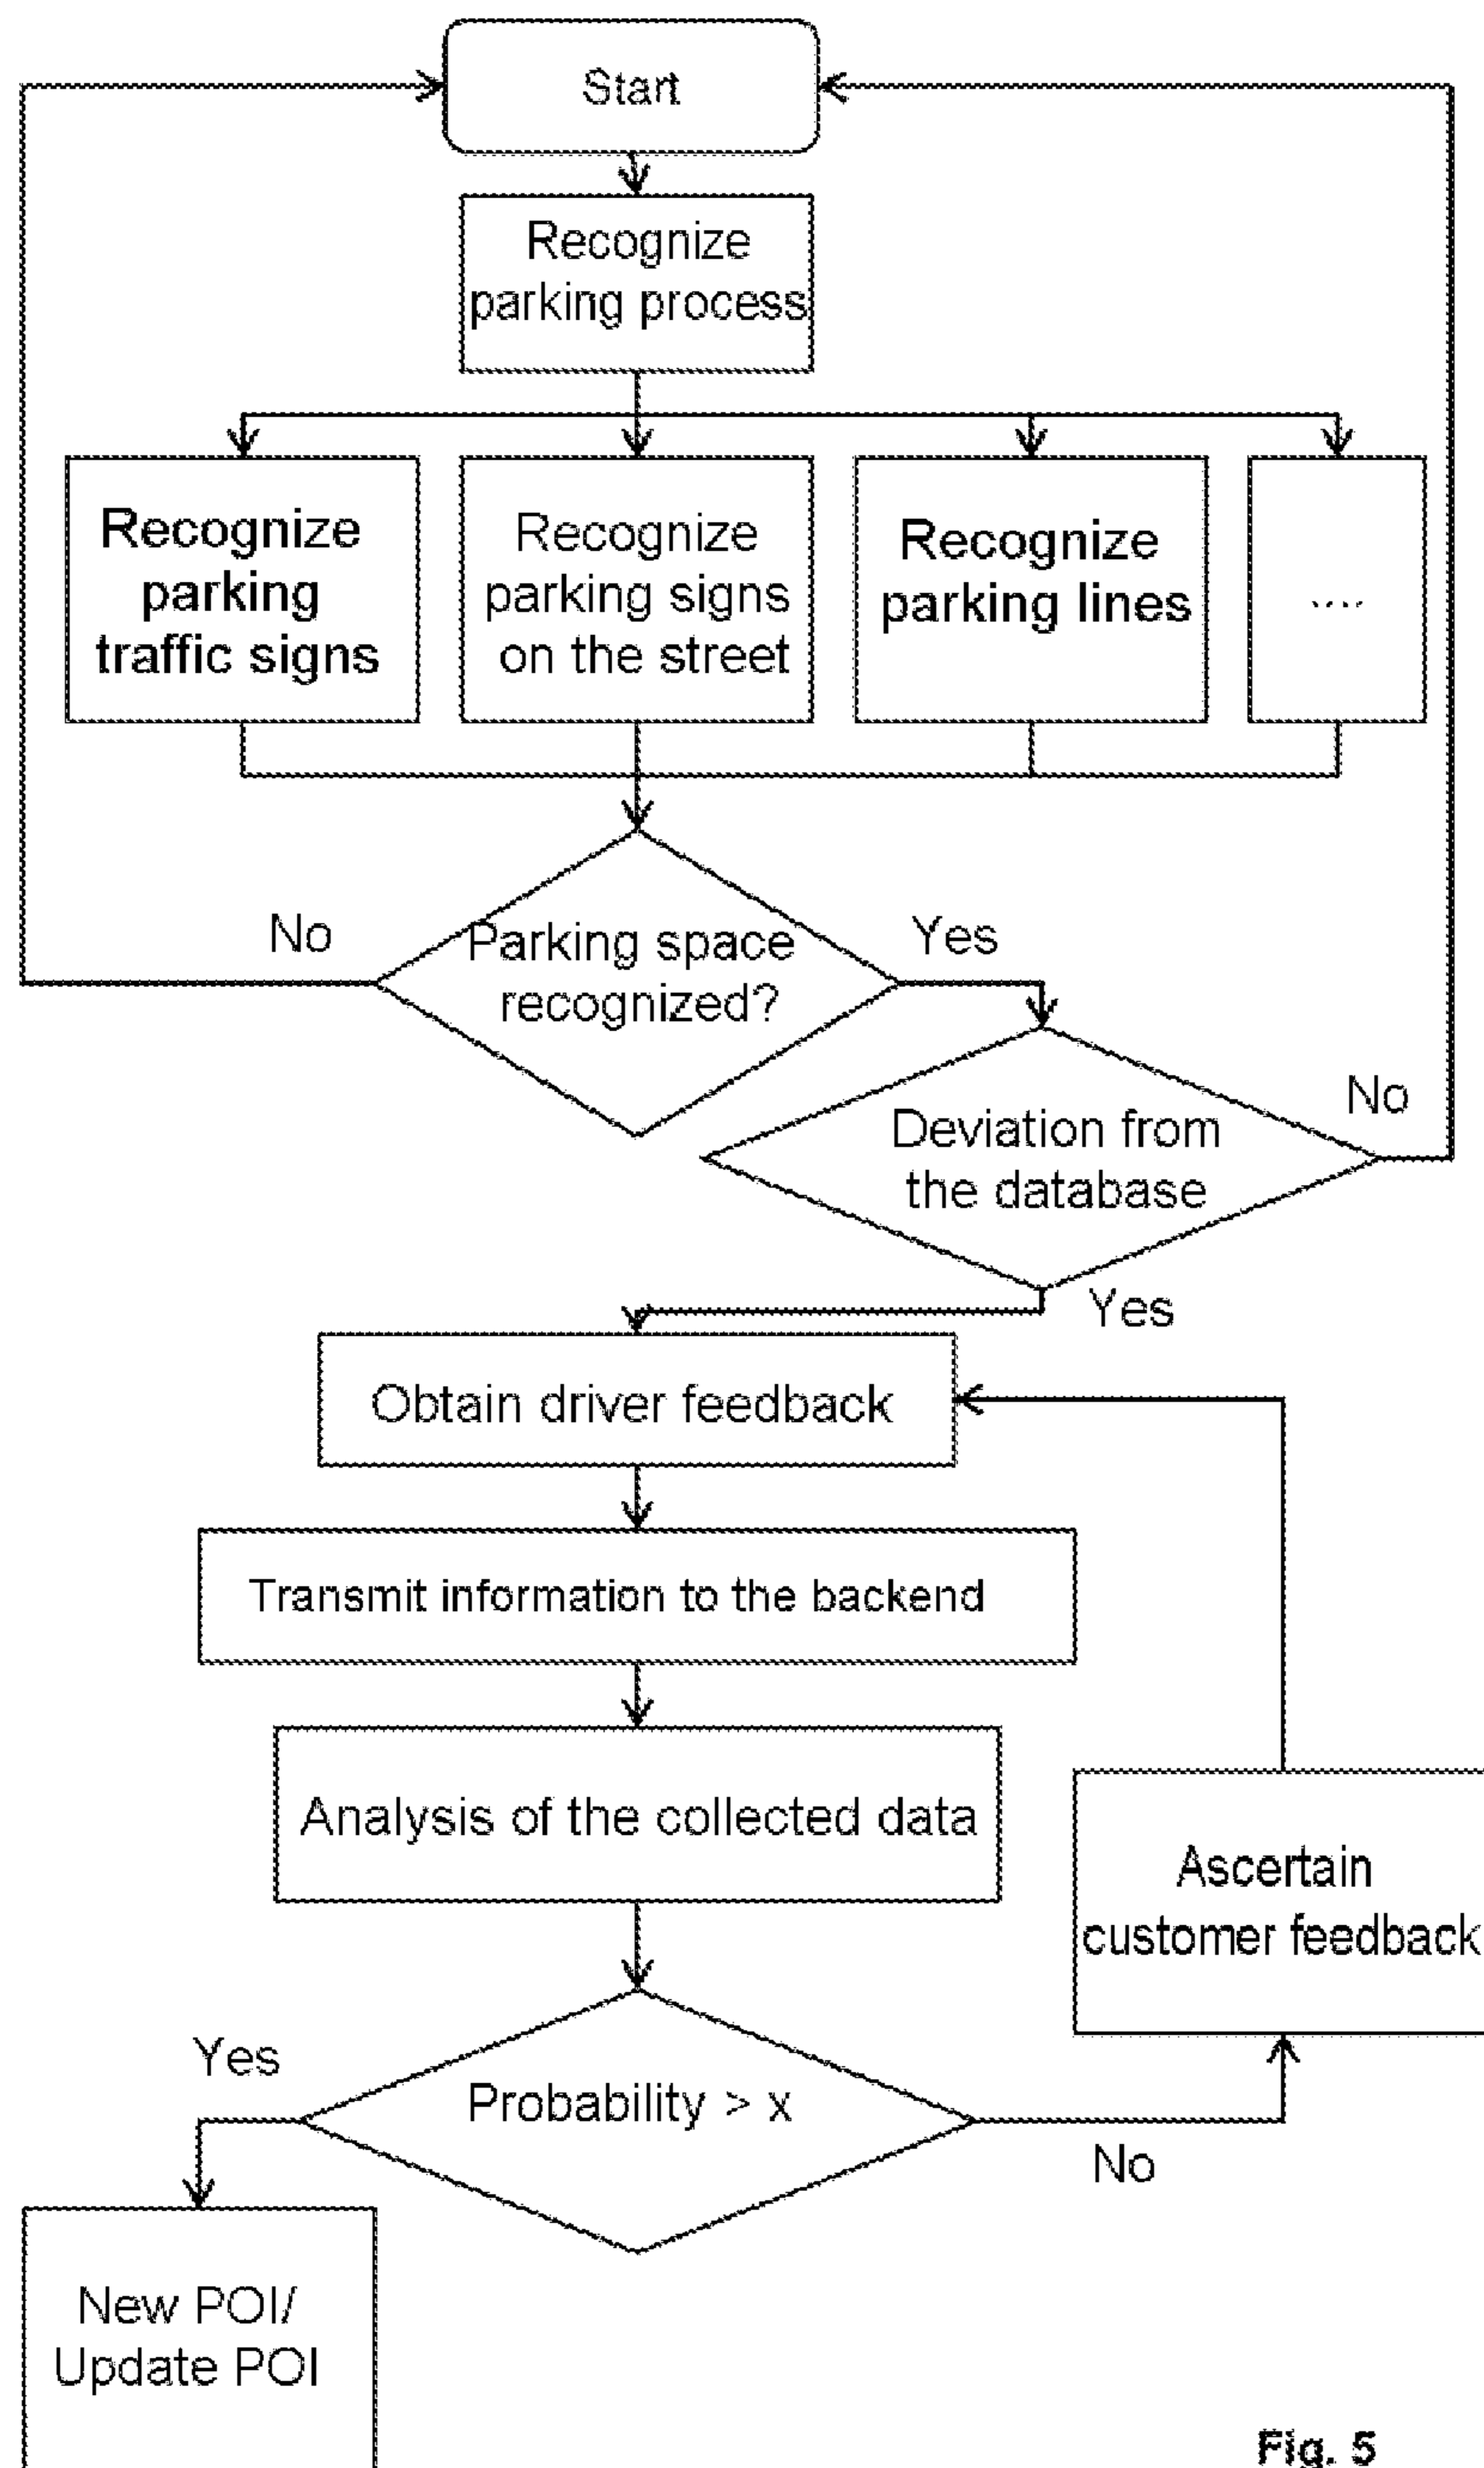 Start
Recognize
parking process
Recognize
parking
traffic signs
Recognize
parking signs
on the street
Recognize
parking lines
....
No
Parking space
recognized?
Yes
Deviation from
the database
No
Yes
Obtain driver feedback
Transmit information to the backend
Analysis of the collected data
Ascertain
customer feedback
Yes
Probability > x
No
New POI/
Update POI
Fig. 5